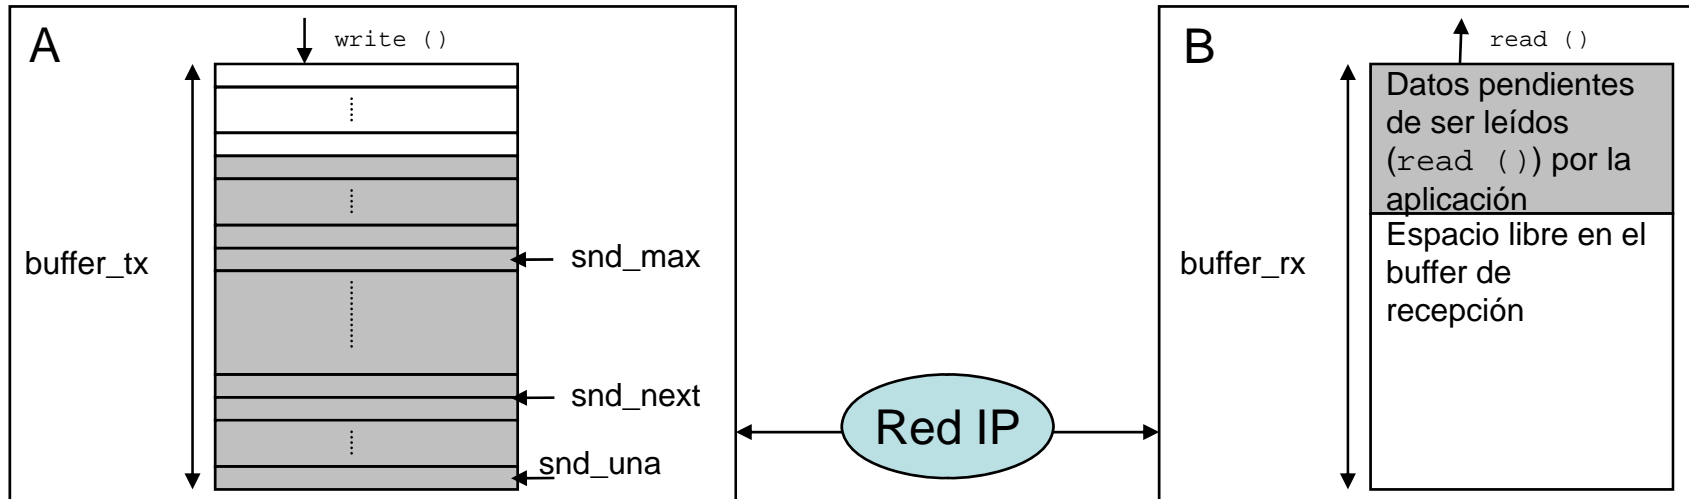 A
write ()
buffer_tx
snd_max
snd_next
snd_una
Red IP
B
read ()
buffer_rx
Datos pendientes
de ser leídos
(read ()) por la
aplicación
Espacio libre en el
buffer de
recepción